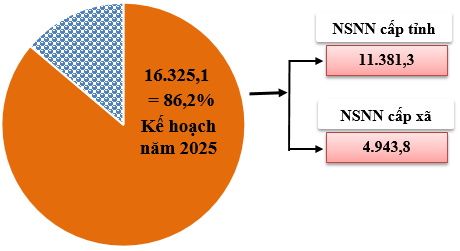 16.325,1
= 86,2%
Kế hoạch
năm 2025
NSNN cấp tỉnh
11.381,3
NSNN cấp xã
4.943,8